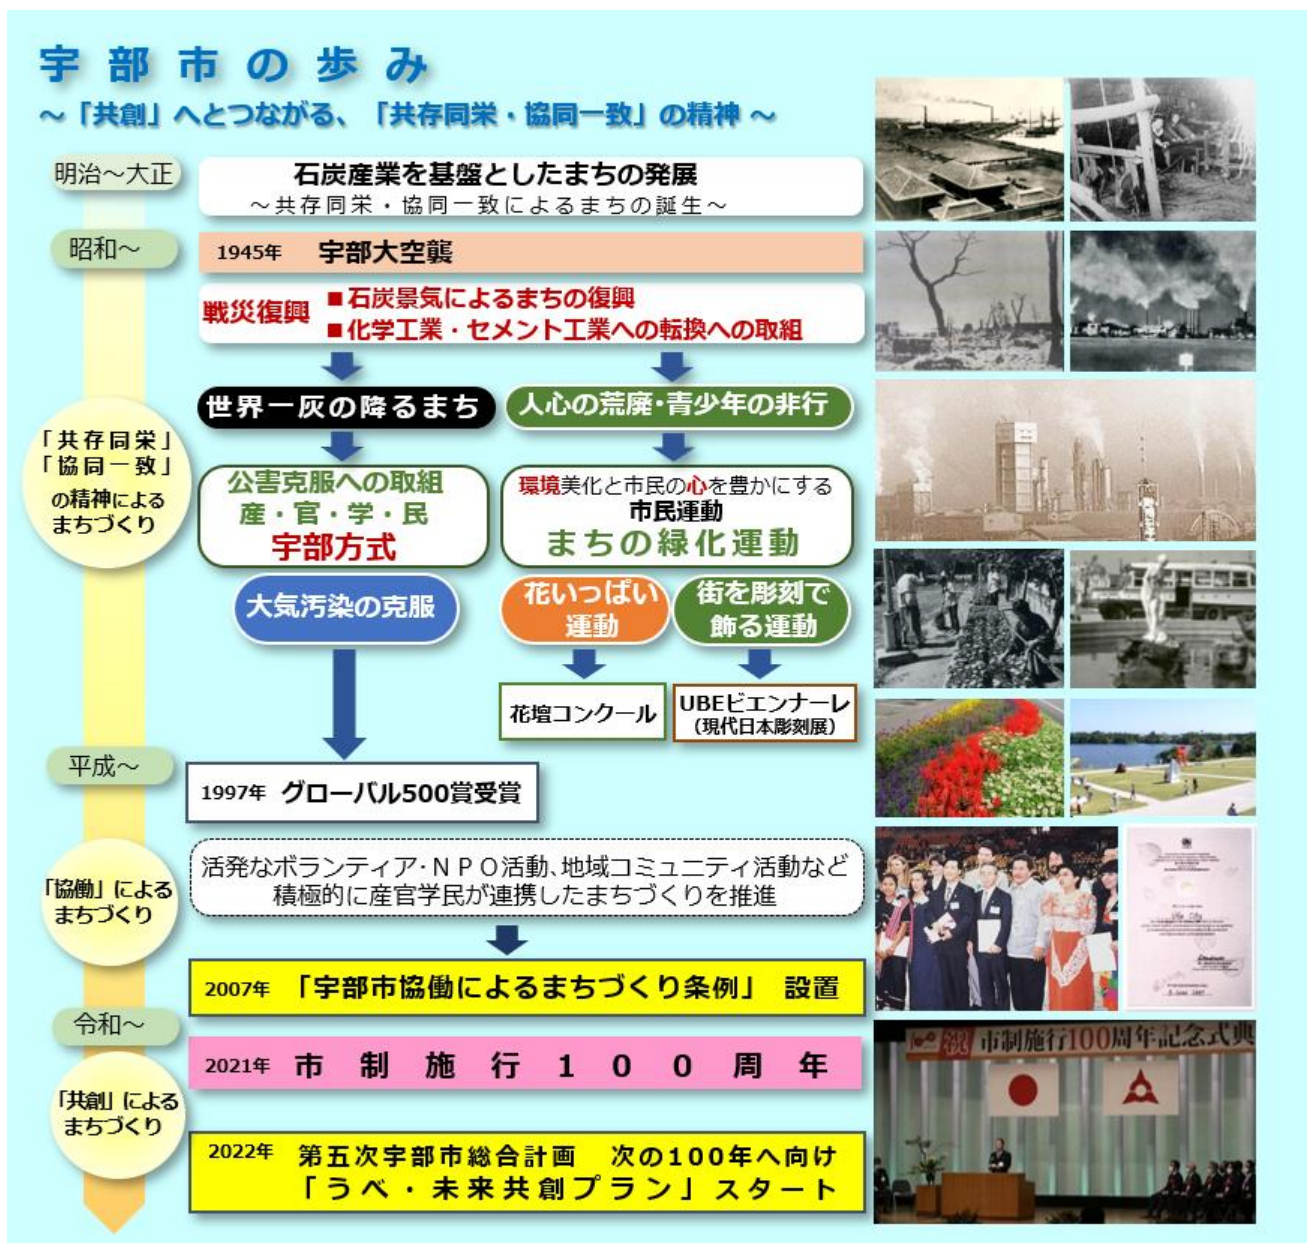 宇部市の歩み
～「共創」へとつながる、「共存同栄・協同一致」の精神～
明治～大正
石炭産業を基盤としたまちの発展
～共存同栄・協同一致によるまちの誕生～
昭和～
1945年 宇部大空襲
戦災復興
■石炭景気によるまちの復興
■化学工業・セメント工業への転換への取組
世界一灰の降るまち
人心の荒廃・青少年の非行
「共存同栄」
「協同一致」
の精神による
まちづくり
公害克服への取組
産・官・学・民
宇部方式
環境美化と市民の心を豊かにする
市民運動
まちの緑化運動
大気汚染の克服
花いっぱい
運動
街を彫刻で
飾る運動
花壇コンクール
UBEビエンナーレ
（現代日本彫刻展）
平成～
1997年 グローバル500賞受賞
「協働」による
まちづくり
活発なボランティア・ＮＰＯ活動、地域コミュニティ活動など
積極的に産官学民が連携したまちづくりを推進
2007年 「宇部市協働によるまちづくり条例」 設置
令和～
2021年 市制施行１００周年
「共創」による
まちづくり
2022年 第五次宇部市総合計画 次の100年へ向け
「うべ・未来共創プラン」スタート
Ube City
祝 市制施行100周年記念式典